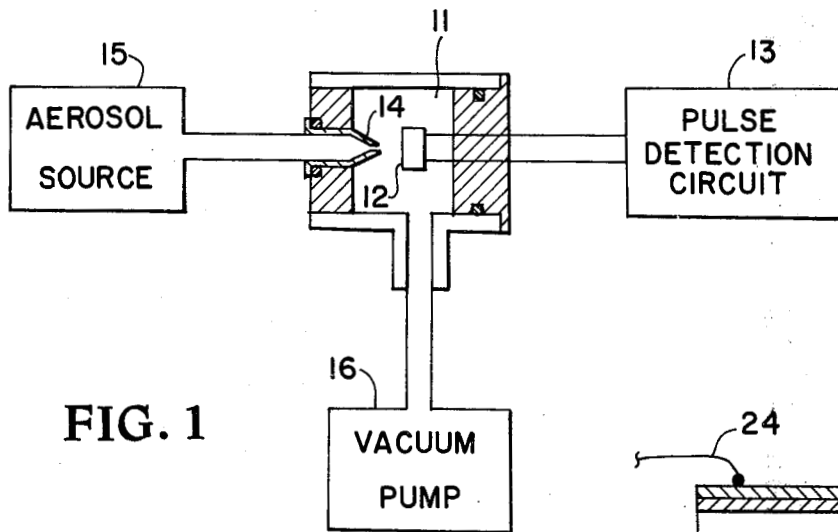 15
AEROSOL
SOURCE
11
14
12
13
PULSE
DETECTION
CIRCUIT
FIG. 1
16
VACUUM
PUMP
24